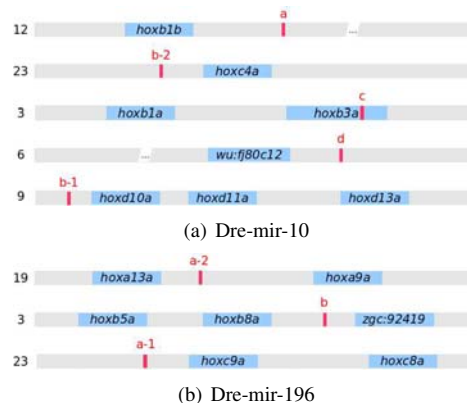 a
12 hoxb1b ...
b-2
23 hoxc4a
c
3 hoxb1a hoxb3a
d
6 ... wu:fj80c12
b-1
9 hoxd10a hoxd11a hoxd13a
(a) Dre-mir-10
a-2
19 hoxa13a hoxa9a
b
3 hoxb5a hoxb8a zgc:92419
a-1
23 hoxc9a hoxc8a
(b) Dre-mir-196